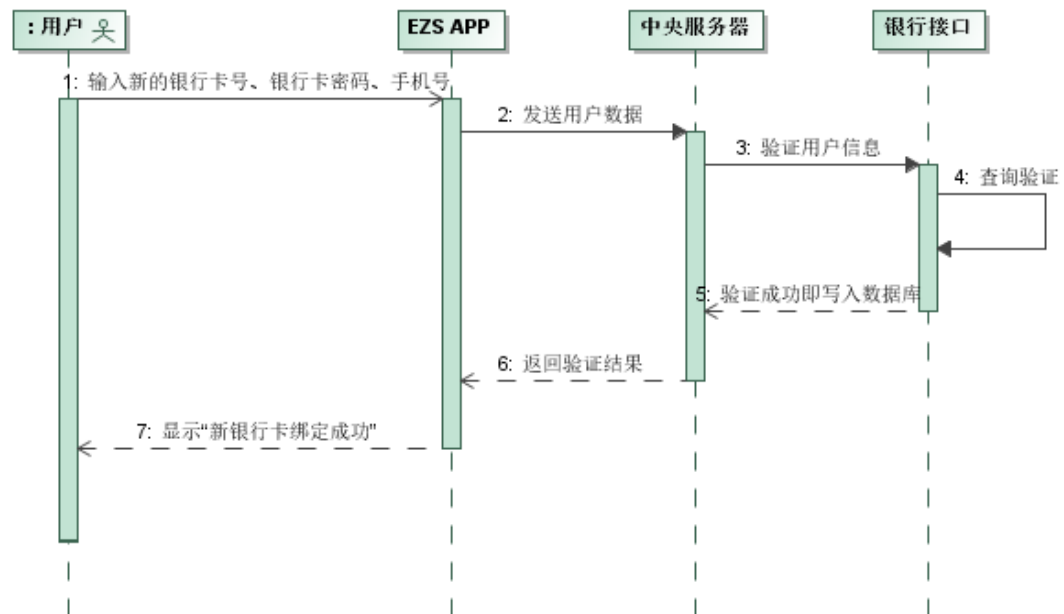 : 用户
EZS APP
中央服务器
银行接口
1: 输入新的银行卡号、银行卡密码、手机号
2: 发送用户数据
3: 验证用户信息
4: 查询验证
5: 验证成功即写入数据库
6: 返回验证结果
7: 显示“新银行卡绑定成功”